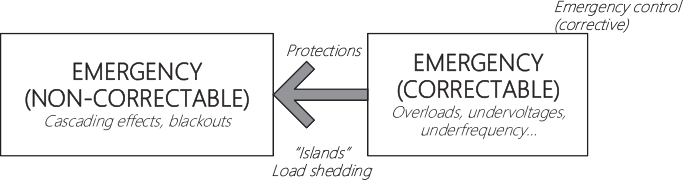 Emergency control
(corrective)
EMERGENCY
(NON-CORRECTABLE)
Cascading effects, blackouts
Protections
"Islands"
Load shedding
EMERGENCY
(CORRECTABLE)
Overloads, undervoltages,
underfrequency...